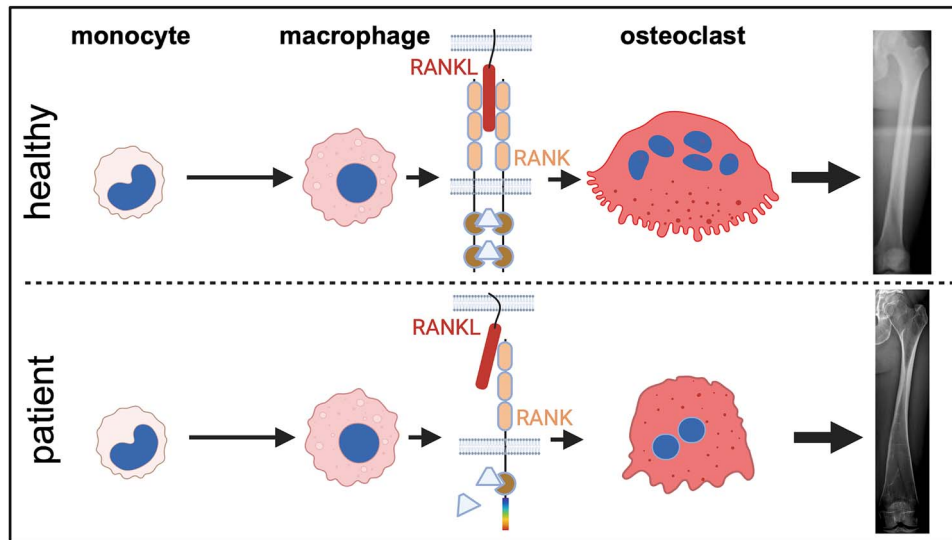 monocyte
macrophage
osteoclast
RANKL
healthy
RANK
RANKL
patient
RANK